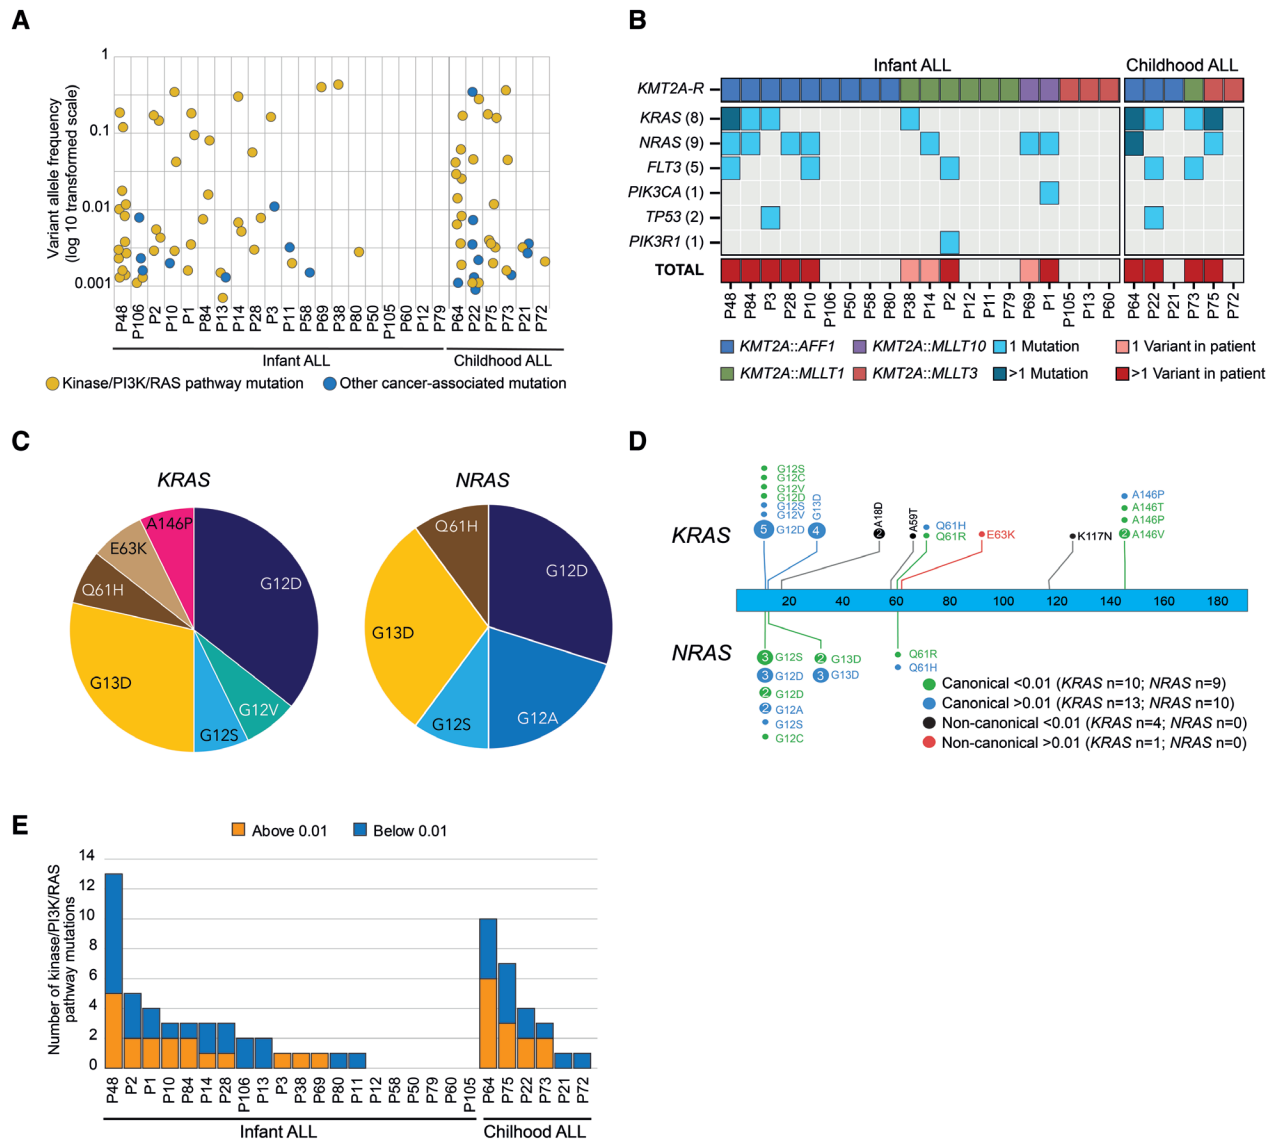 A
1
0.1
0.01
0.001
Variant allele frequency
(log 10 transformed scale)
P48
P106
P2
P10
P1
P84
P13
P14
P28
P3
P11
P58
P69
P38
P80
P50
P105
P60
P12
P79
P64
P22
P75
P73
P21
P72
Infant ALL
Childhood ALL
Kinase/PI3K/RAS pathway mutation
Other cancer-associated mutation
B
Infant ALL
Childhood ALL
KMT2A-R
KRAS (8)
NRAS (9)
FLT3 (5)
PIK3CA (1)
TP53 (2)
PIK3R1 (1)
TOTAL
P48
P84
P3
P28
P10
P106
P50
P58
P80
P38
P14
P2
P12
P11
P79
P69
P1
P105
P13
P60
P64
P22
P21
P73
P75
P72
KMT2A::AFF1
KMT2A::MLLT10
1 Mutation
1 Variant in patient
KMT2A::MLLT1
KMT2A::MLLT3
>1 Mutation
>1 Variant in patient
C
KRAS
A146P
E63K
Q61H
G13D
G12S
G12V
G12D
NRAS
Q61H
G13D
G12S
G12A
G12D
D
KRAS
G12S
G12C
G12V
G12D
G12S
G12V
5 G12D
4
G13D
2
A18D
A59T
Q61H
Q61R
E63K
K117N
A146P
A146T
A146P
2 A146V
20 40 60 80 100 120 140 160 180
NRAS
3 G12S
3 G12D
2 G12D
2 G12A
G12S
G12C
2 G13D
3 G13D
Q61R
Q61H
Canonical <0.01 (KRAS n=10; NRAS n=9)
Canonical >0.01 (KRAS n=13; NRAS n=10)
Non-canonical <0.01 (KRAS n=4; NRAS n=0)
Non-canonical >0.01 (KRAS n=1; NRAS n=0)
E
Above 0.01
Below 0.01
Number of kinase/PI3K/RAS
pathway mutations
14
12
10
8
6
4
2
0
P48
P2
P1
P10
P84
P14
P28
P106
P13
P3
P38
P69
P80
P11
P12
P58
P50
P79
P60
P105
P64
P75
P22
P73
P21
P72
Infant ALL
Chilhood ALL